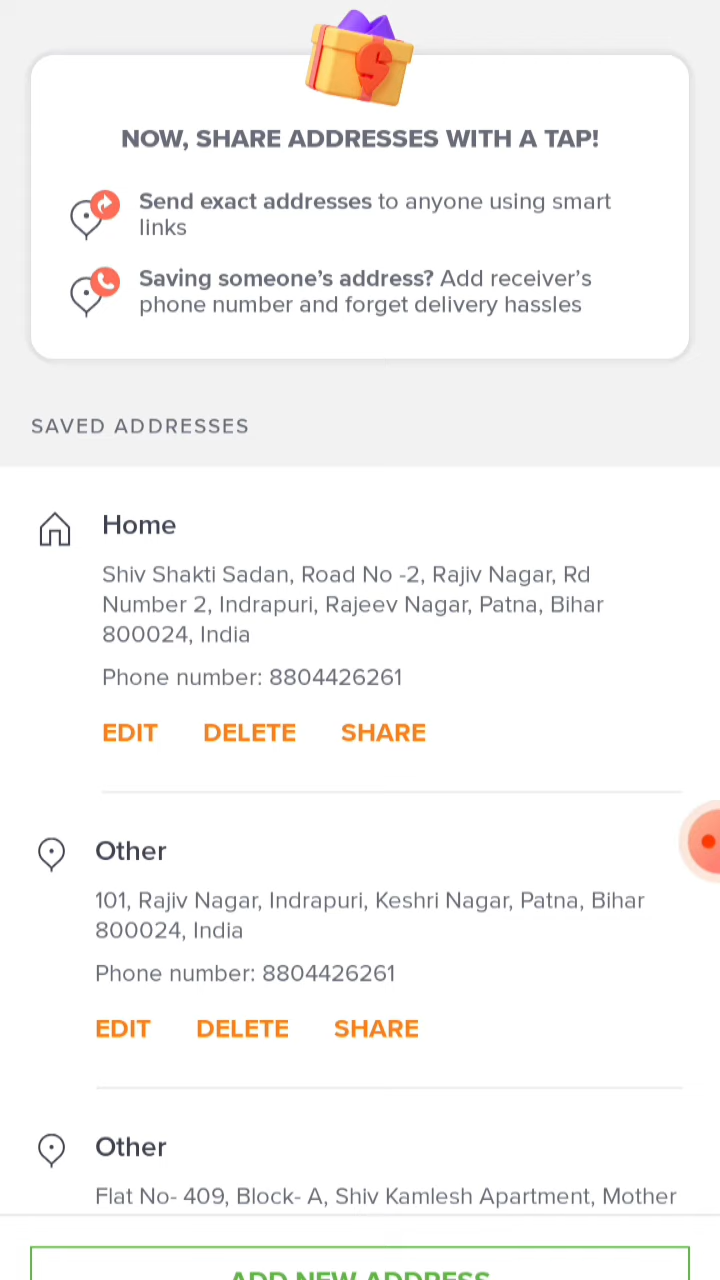 NOW, SHARE ADDRESSES WITH A TAP!
Send exact addresses to anyone using smart
links
Saving someone’s address? Add receiver’s
phone number and forget delivery hassles
SAVED ADDRESSES
Home
Shiv Shakti Sadan, Road No -2, Rajiv Nagar, Rd
Number 2, Indrapuri, Rajeev Nagar, Patna, Bihar
800024, India
Phone number: 8804426261
EDIT DELETE SHARE
Other
101, Rajiv Nagar, Indrapuri, Keshri Nagar, Patna, Bihar
800024, India
Phone number: 8804426261
EDIT DELETE SHARE
Other
Flat No- 409, Block- A, Shiv Kamlesh Apartment, Mother
ADD NEW ADDRESS